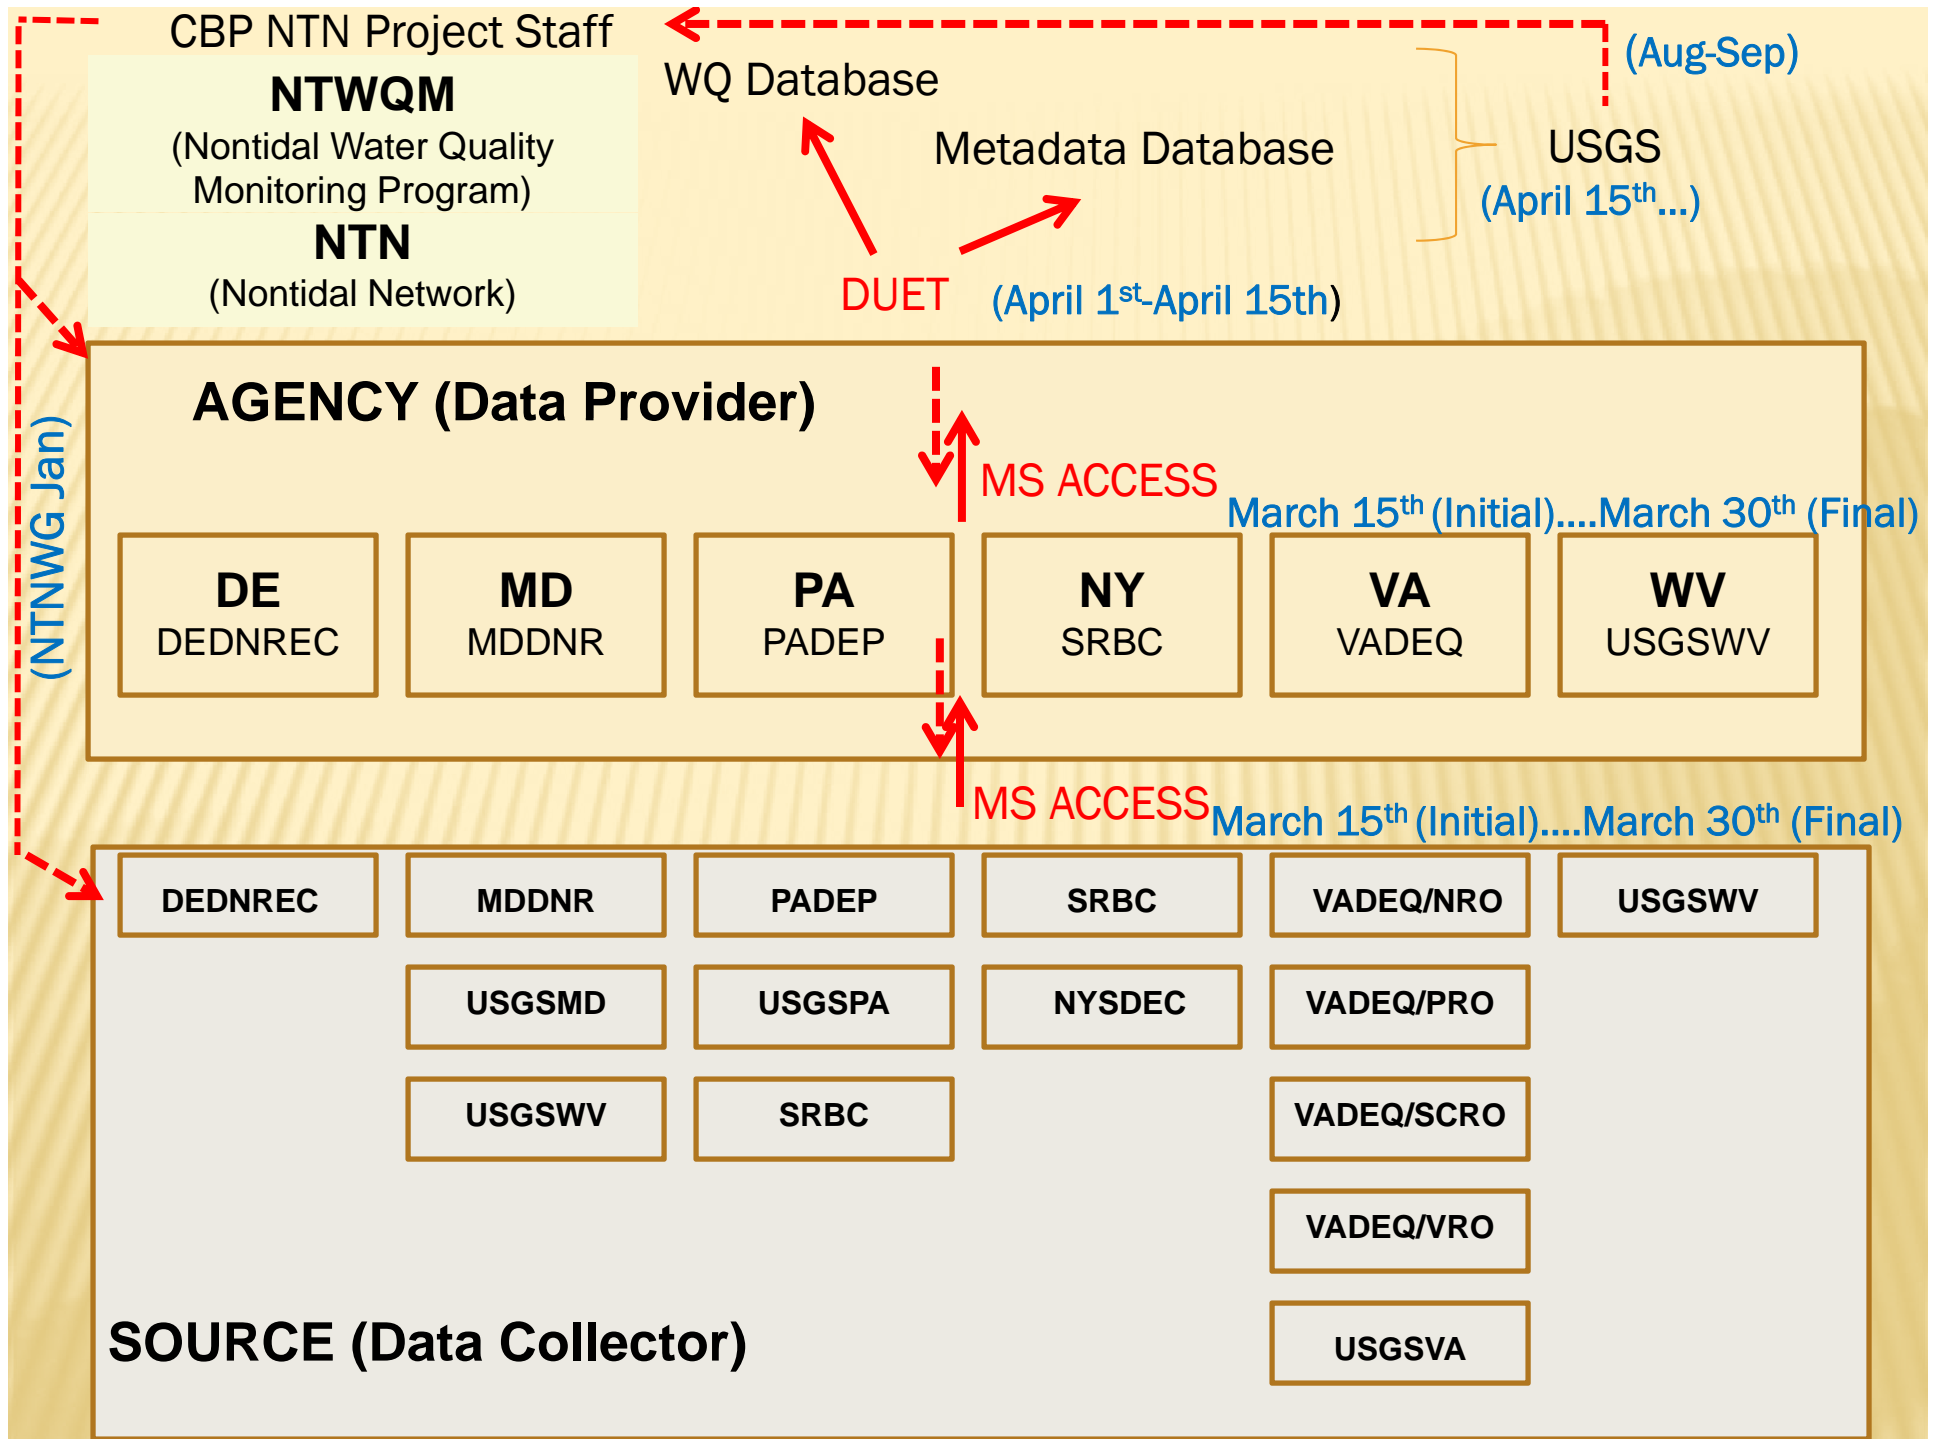 CBP NTN Project Staff
NTWQM
(Nontidal Water Quality
Monitoring Program)
NTN
(Nontidal Network)
WQ Database
Metadata Database
(Aug-Sep)
USGS
(April 15th...)
DUET
(April 1st-April 15th)
(NTNWG Jan)
AGENCY (Data Provider)
MS ACCESS
March 15th (Initial)....March 30th (Final)
DE
DEDNREC
MD
MDDNR
PA
PADEP
NY
SRBC
VA
VADEQ
WV
USGSWV
MS ACCESS
March 15th (Initial)....March 30th (Final)
DEDNREC
MDDNR
PADEP
SRBC
VADEQ/NRO
USGSWV
USGSMD
USGSPA
NYSDEC
VADEQ/PRO
USGSWV
SRBC
VADEQ/SCRO
VADEQ/VRO
SOURCE (Data Collector)
USGSVA